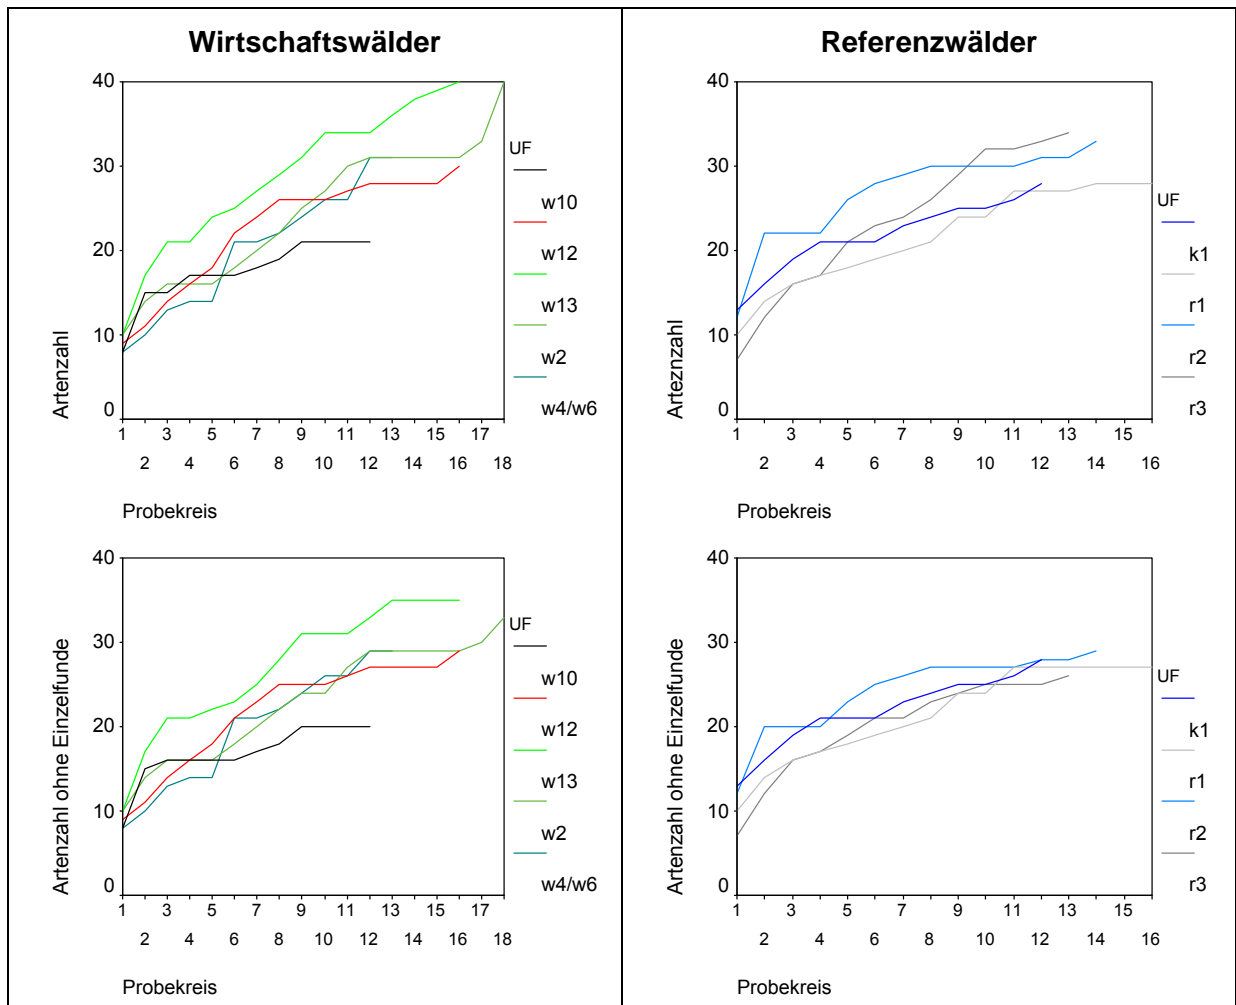 Wirtschaftswälder
40
30
20
10
0
Artenzahl
1 3 5 7 9 11 13 15 17
2 4 6 8 10 12 14 16 18
Probekreis
UF
w10
w12
w13
w2
w4/w6
Referenzwälder
40
30
20
10
0
Arteznzahl
1 3 5 7 9 11 13 15
2 4 6 8 10 12 14 16
Probekreis
UF
k1
r1
r2
r3
40
30
20
10
0
Artenzahl ohne Einzelfunde
1 3 5 7 9 11 13 15 17
2 4 6 8 10 12 14 16 18
Probekreis
UF
w10
w12
w13
w2
w4/w6
40
30
20
10
0
Artenzahl ohne Einzelfunde
1 3 5 7 9 11 13 15
2 4 6 8 10 12 14 16
Probekreis
UF
k1
r1
r2
r3